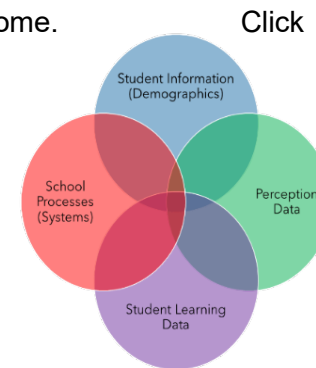 ome. Click
Student Information
(Demographics)
School
Processes
(Systems)
Perception
Data
Student Learning
Data